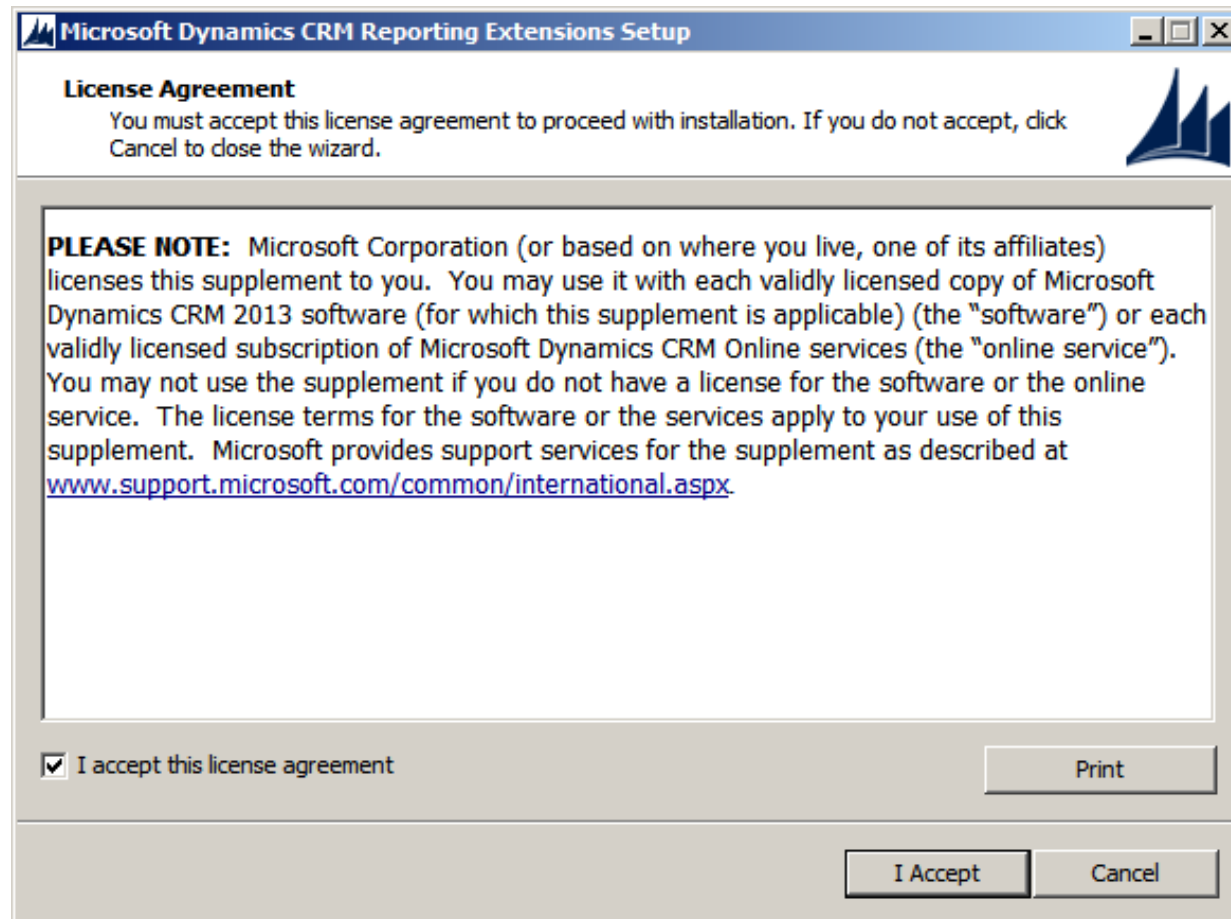 Microsoft Dynamics CRM Reporting Extensions Setup
License Agreement
You must accept this license agreement to proceed with installation. If you do not accept, click
Cancel to close the wizard.
PLEASE NOTE: Microsoft Corporation (or based on where you live, one of its affiliates)
licenses this supplement to you. You may use it with each validly licensed copy of Microsoft
Dynamics CRM 2013 software (for which this supplement is applicable) (the “software”) or each
validly licensed subscription of Microsoft Dynamics CRM Online services (the “online service”).
You may not use the supplement if you do not have a license for the software or the online
service. The license terms for the software or the services apply to your use of this
supplement. Microsoft provides support services for the supplement as described at
www.support.microsoft.com/common/international.aspx.
I accept this license agreement
Print
I Accept
Cancel